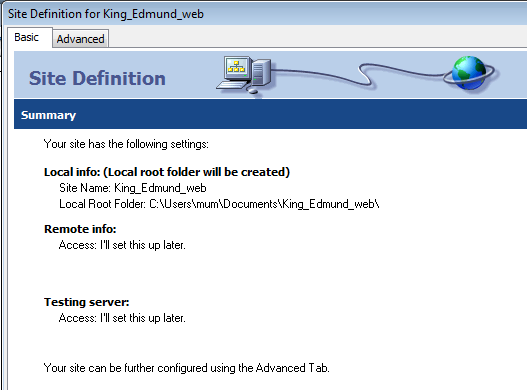 Site Definition for King_Edmund_web
Basic Advanced
Site Definition
Summary
Your site has the following settings:
Local info: (Local root folder will be created)
Site Name: King_Edmund_web
Local Root Folder: C:\Users\mum\Documents\King_Edmund_web\
Remote info:
Access: I'll set this up later.
Testing server:
Access: I'll set this up later.
Your site can be further configured using the Advanced Tab.